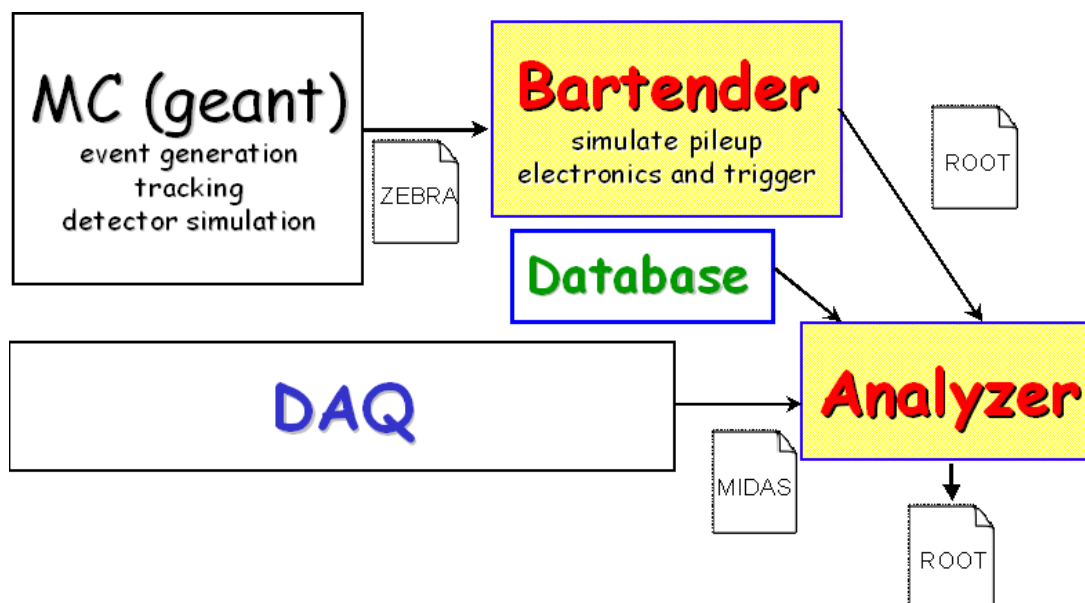 MC (geant)
event generation
tracking
detector simulation
ZEBRA
Bartender
simulate pileup
electronics and trigger
ROOT
Database
DAQ
MIDAS
Analyzer
ROOT